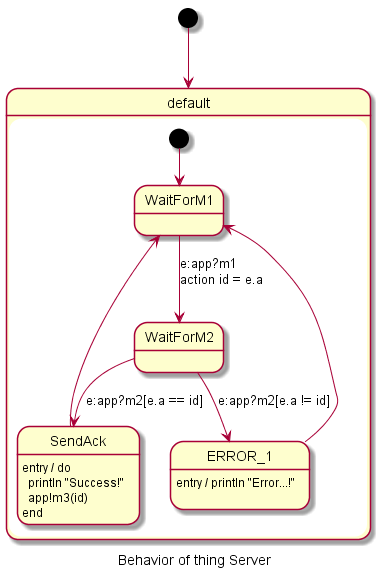 default
WaitForM1
e:app?m1
action id = e.a
WaitForM2
e:app?m2[e.a == id]
e:app?m2[e.a != id]
SendAck
entry / do
println "Success!"
app!m3(id)
end
ERROR_1
entry / println "Error...!"
Behavior of thing Server